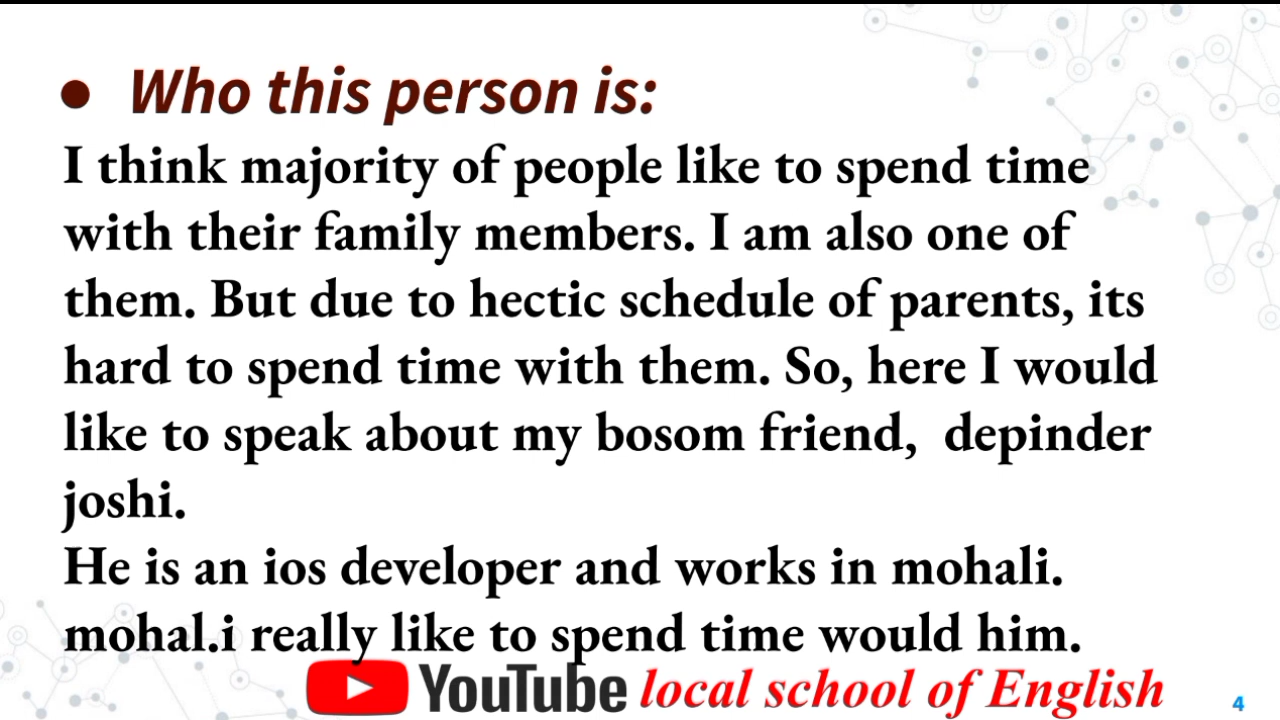 ● Who this person is:
I think majority of people like to spend time
with their family members. I am also one of
them. But due to hectic schedule of parents, its
hard to spend time with them. So, here I would
like to speak about my bosom friend,  depinder
joshi.
He is an ios developer and works in mohali.
mohal.i really like to spend time would him.
YouTube local school of English
4